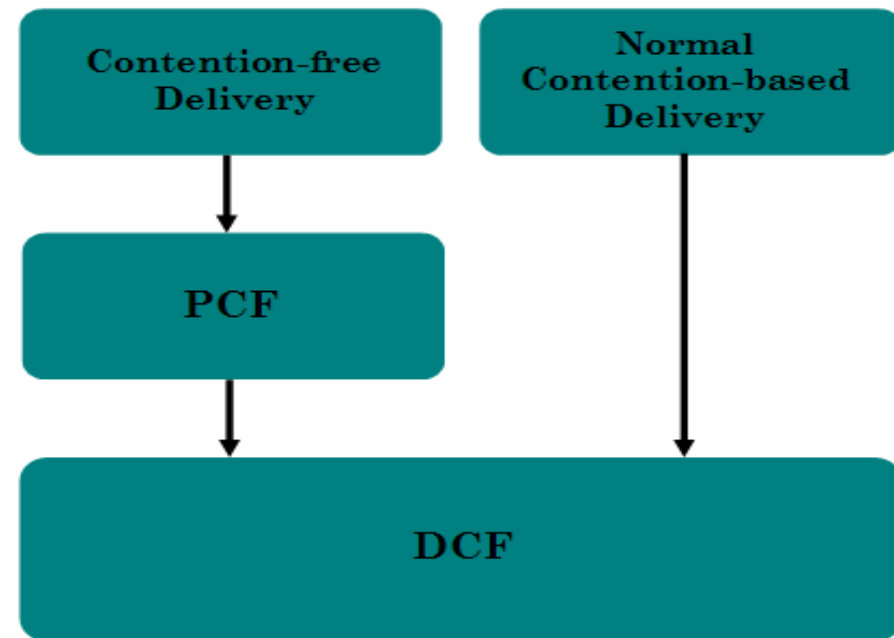 Contention-free
Delivery
Normal
Contention-based
Delivery
PCF
DCF